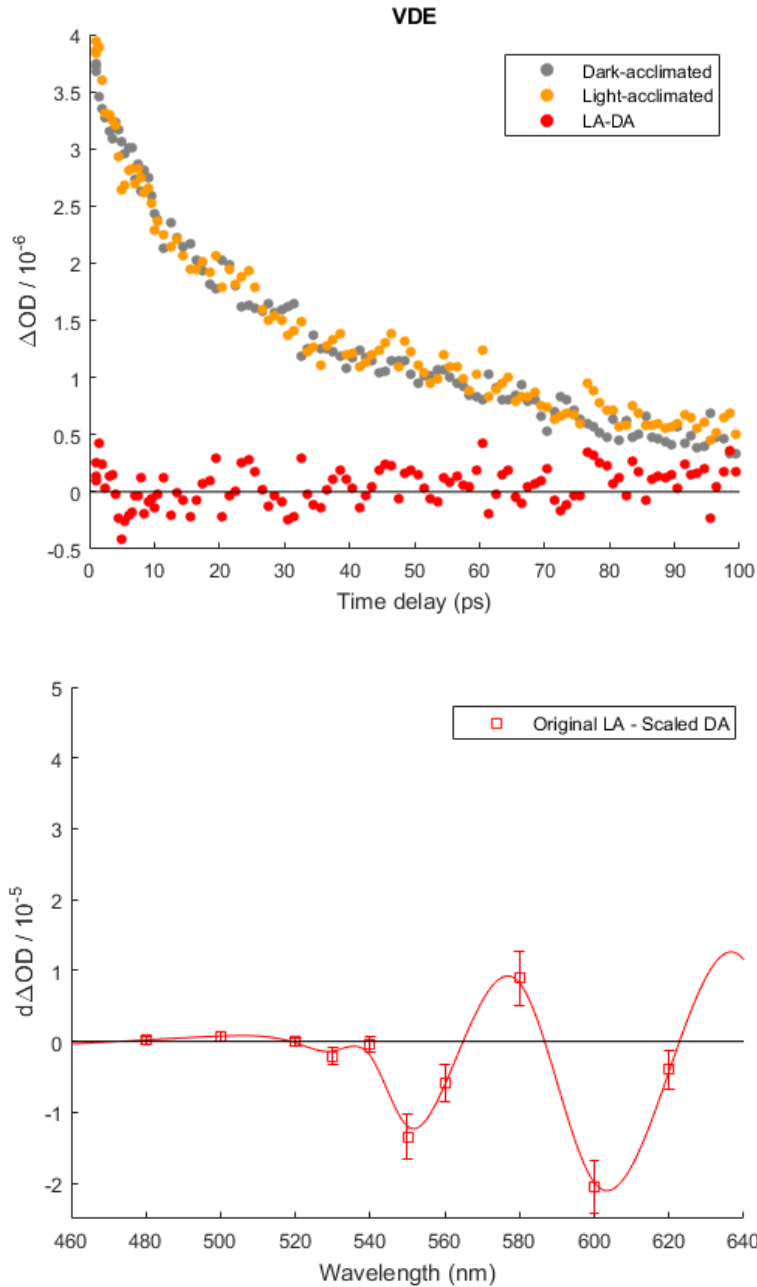 VDE
4
3.5
3
2.5
2
1.5
1
0.5
0
-0.5
ΔOD / 10-6
Dark-acclimated
Light-acclimated
LA-DA
0 10 20 30 40 50 60 70 80 90 100
Time delay (ps)
5
4
3
2
1
0
-1
-2
dΔOD / 10-5
Original LA - Scaled DA
460 480 500 520 540 560 580 600 620 640
Wavelength (nm)